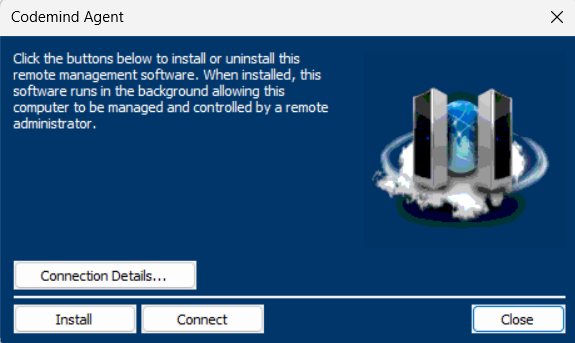 Codemind Agent
Click the buttons below to install or uninstall this
remote management software. When installed, this
software runs in the background allowing this
computer to be managed and controlled by a remote
administrator.
Connection Details...
Install
Connect
Close